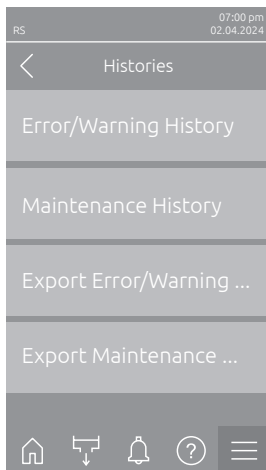 07:00 pm
RS 02.04.2024
Histories
Error/Warning History
Maintenance History
Export Error/Warning ...
Export Maintenance ...
?